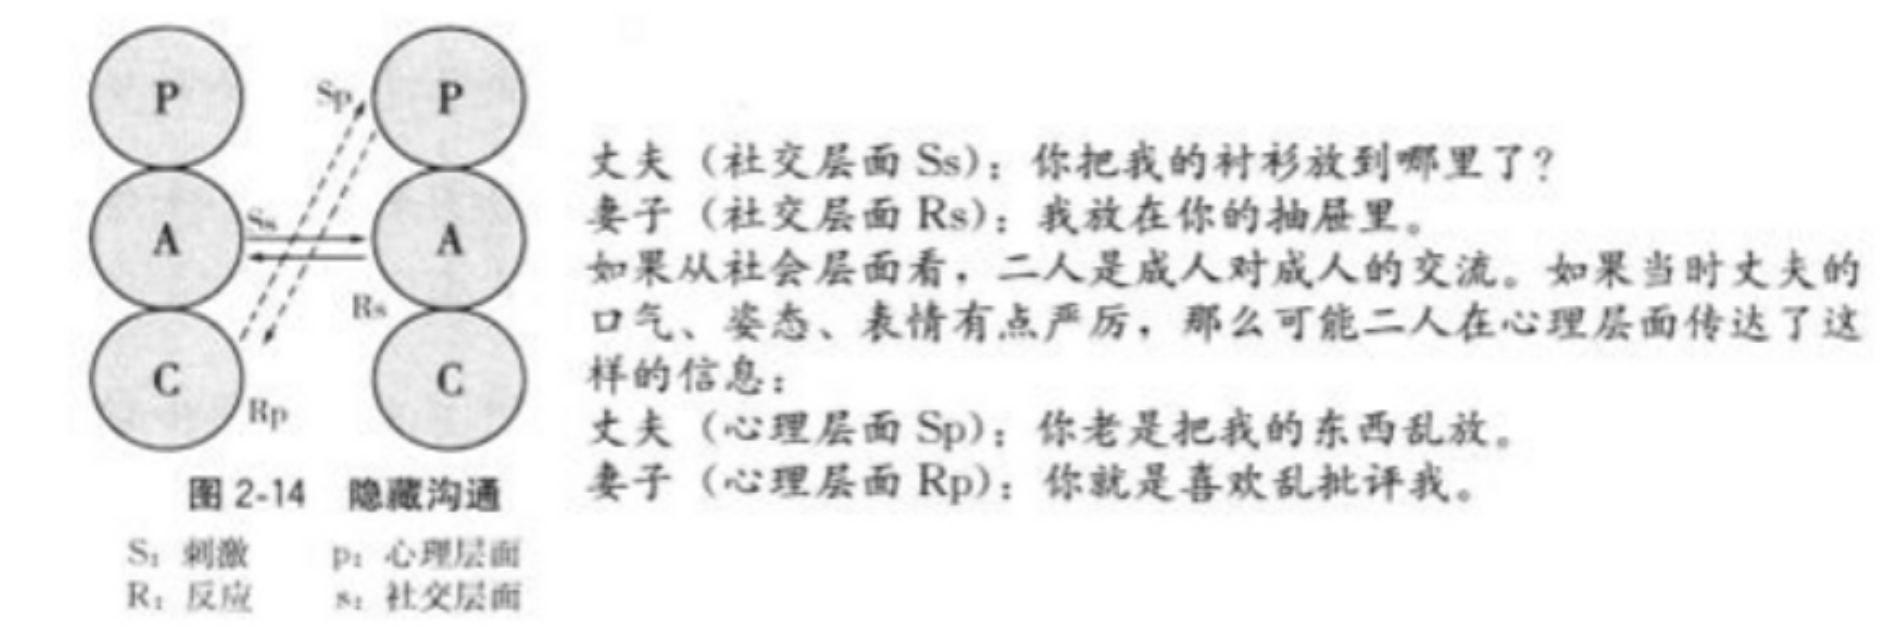 P
P
Sp
A
Ss
A
Rs
C
C
Rp
图 2-14 隐藏沟通
S：刺激 p：心理层面
R：反应 s：社交层面
丈夫（社交层面 Ss）：你把我的衬衫放到哪里了？
妻子（社交层面 Rs）：我放在你的抽屉里。
如果从社会层面看，二人是成人对成人的交流。如果当时丈夫的
口气、姿态、表情有点严厉，那么可能二人在心理层面传达了这
样的信息：
丈夫（心理层面 Sp）：你老是把我的东西乱放。
妻子（心理层面 Rp）：你就是喜欢乱批评我。